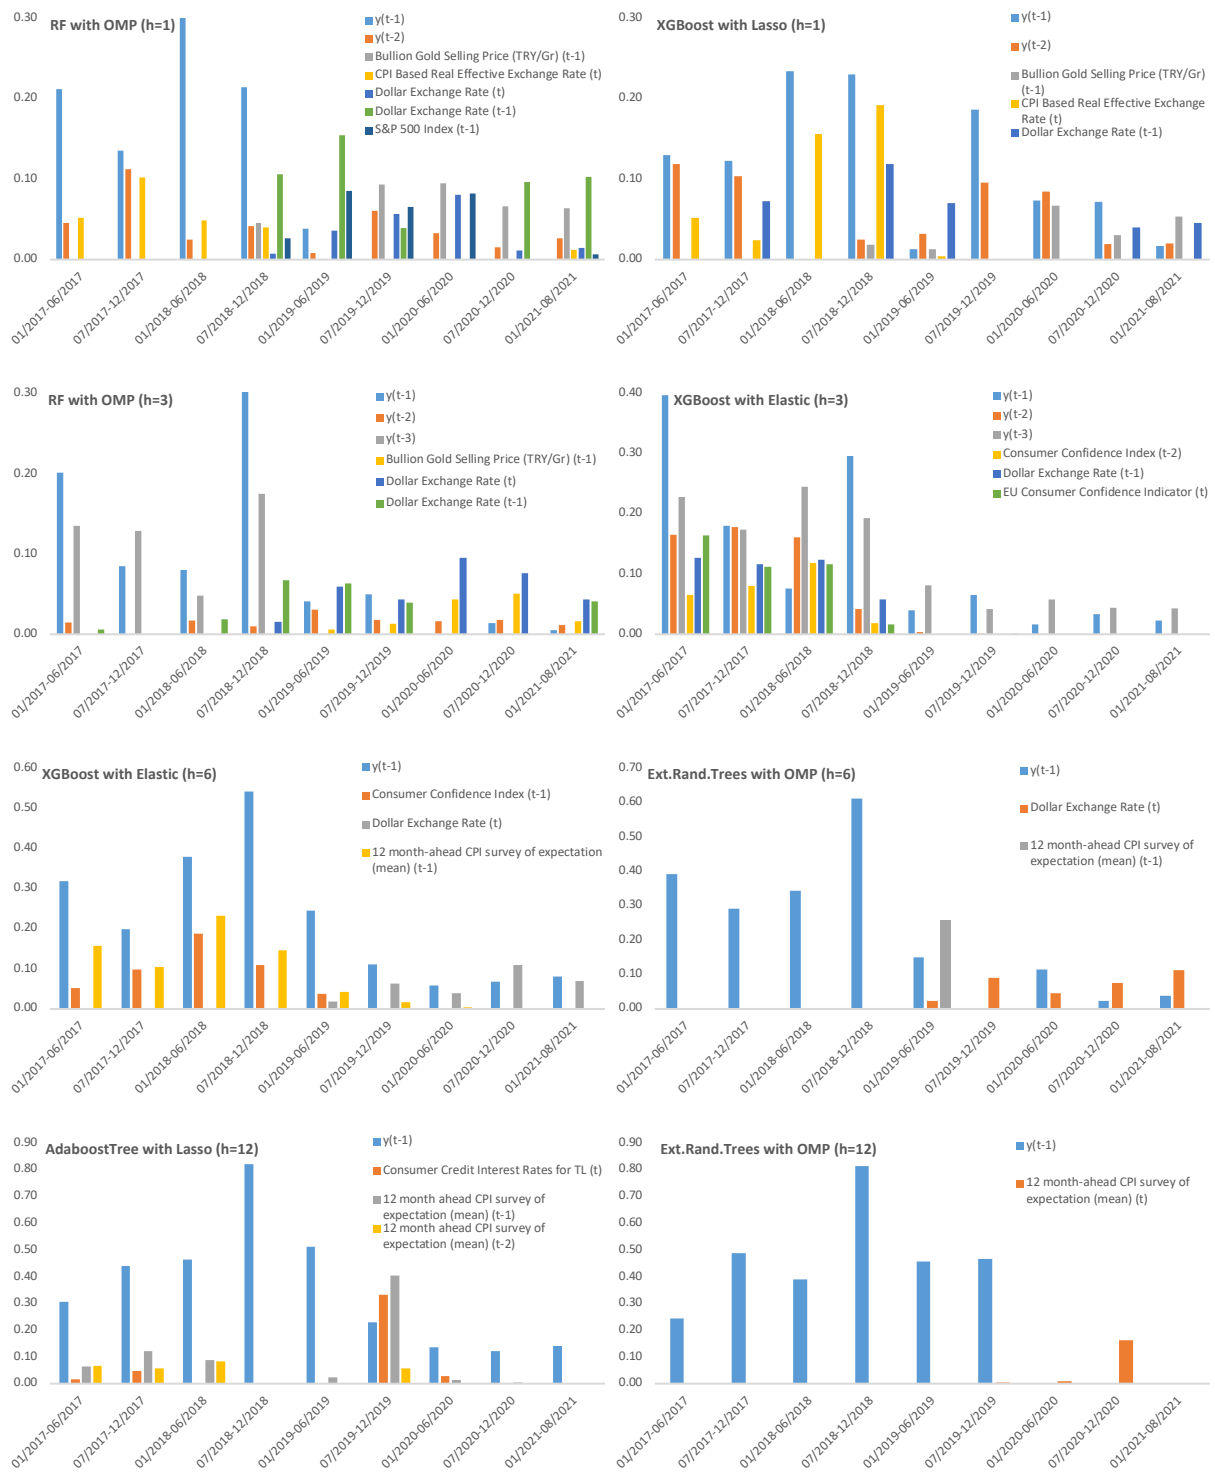 RF with OMP (h=1)
y(t-1)
y(t-2)
Bullion Gold Selling Price (TRY/Gr) (t-1)
CPI Based Real Effective Exchange Rate (t)
Dollar Exchange Rate (t)
Dollar Exchange Rate (t-1)
S&P 500 Index (t-1)
0.30
0.20
0.10
0.00
01/2017-06/2017
07/2017-12/2017
01/2018-06/2018
07/2018-12/2018
01/2019-06/2019
07/2019-12/2019
01/2020-06/2020
07/2020-12/2020
01/2021-08/2021
XGBoost with Lasso (h=1)
y(t-1)
y(t-2)
Bullion Gold Selling Price (TRY/Gr)
(t-1)
CPI Based Real Effective Exchange
Rate (t)
Dollar Exchange Rate (t-1)
0.30
0.20
0.10
0.00
01/2017-06/2017
07/2017-12/2017
01/2018-06/2018
07/2018-12/2018
01/2019-06/2019
07/2019-12/2019
01/2020-06/2020
07/2020-12/2020
01/2021-08/2021
RF with OMP (h=3)
y(t-1)
y(t-2)
y(t-3)
Bullion Gold Selling Price (TRY/Gr) (t-1)
Dollar Exchange Rate (t)
Dollar Exchange Rate (t-1)
0.30
0.20
0.10
0.00
01/2017-06/2017
07/2017-12/2017
01/2018-06/2018
07/2018-12/2018
01/2019-06/2019
07/2019-12/2019
01/2020-06/2020
07/2020-12/2020
01/2021-08/2021
XGBoost with Elastic (h=3)
y(t-1)
y(t-2)
y(t-3)
Consumer Confidence Index (t-2)
Dollar Exchange Rate (t-1)
EU Consumer Confidence Indicator (t)
0.40
0.30
0.20
0.10
0.00
01/2017-06/2017
07/2017-12/2017
01/2018-06/2018
07/2018-12/2018
01/2019-06/2019
07/2019-12/2019
01/2020-06/2020
07/2020-12/2020
01/2021-08/2021
XGBoost with Elastic (h=6)
y(t-1)
Consumer Confidence Index (t-1)
Dollar Exchange Rate (t)
12 month-ahead CPI survey of expectation
(mean) (t-1)
0.60
0.50
0.40
0.30
0.20
0.10
0.00
01/2017-06/2017
07/2017-12/2017
01/2018-06/2018
07/2018-12/2018
01/2019-06/2019
07/2019-12/2019
01/2020-06/2020
07/2020-12/2020
01/2021-08/2021
Ext.Rand.Trees with OMP (h=6)
y(t-1)
Dollar Exchange Rate (t)
12 month-ahead CPI survey of
expectation (mean) (t-1)
0.70
0.60
0.50
0.40
0.30
0.20
0.10
0.00
01/2017-06/2017
07/2017-12/2017
01/2018-06/2018
07/2018-12/2018
01/2019-06/2019
07/2019-12/2019
01/2020-06/2020
07/2020-12/2020
01/2021-08/2021
AdaboostTree with Lasso (h=12)
y(t-1)
Consumer Credit Interest Rates for TL (t)
12 month ahead CPI survey of
expectation (mean) (t-1)
12 month ahead CPI survey of
expectation (mean) (t-2)
0.90
0.80
0.70
0.60
0.50
0.40
0.30
0.20
0.10
0.00
01/2017-06/2017
07/2017-12/2017
01/2018-06/2018
07/2018-12/2018
01/2019-06/2019
07/2019-12/2019
01/2020-06/2020
07/2020-12/2020
01/2021-08/2021
Ext.Rand.Trees with OMP (h=12)
y(t-1)
12 month-ahead CPI survey of
expectation (mean) (t)
0.90
0.80
0.70
0.60
0.50
0.40
0.30
0.20
0.10
0.00
01/2017-06/2017
07/2017-12/2017
01/2018-06/2018
07/2018-12/2018
01/2019-06/2019
07/2019-12/2019
01/2020-06/2020
07/2020-12/2020
01/2021-08/2021